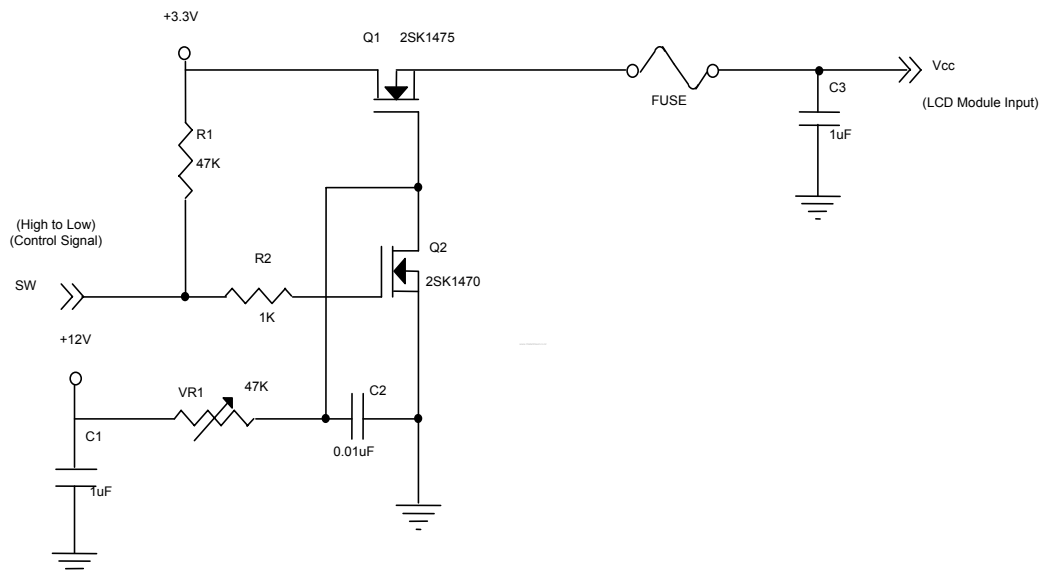 +3.3V
Q1 2SK1475
Vcc
C3
(LCD Module Input)
FUSE
R1
1uF
47K
(High to Low)
(Control Signal)
Q2
R2
2SK1470
SW
1K
+12V
VR1
47K
C2
C1
0.01uF
1uF